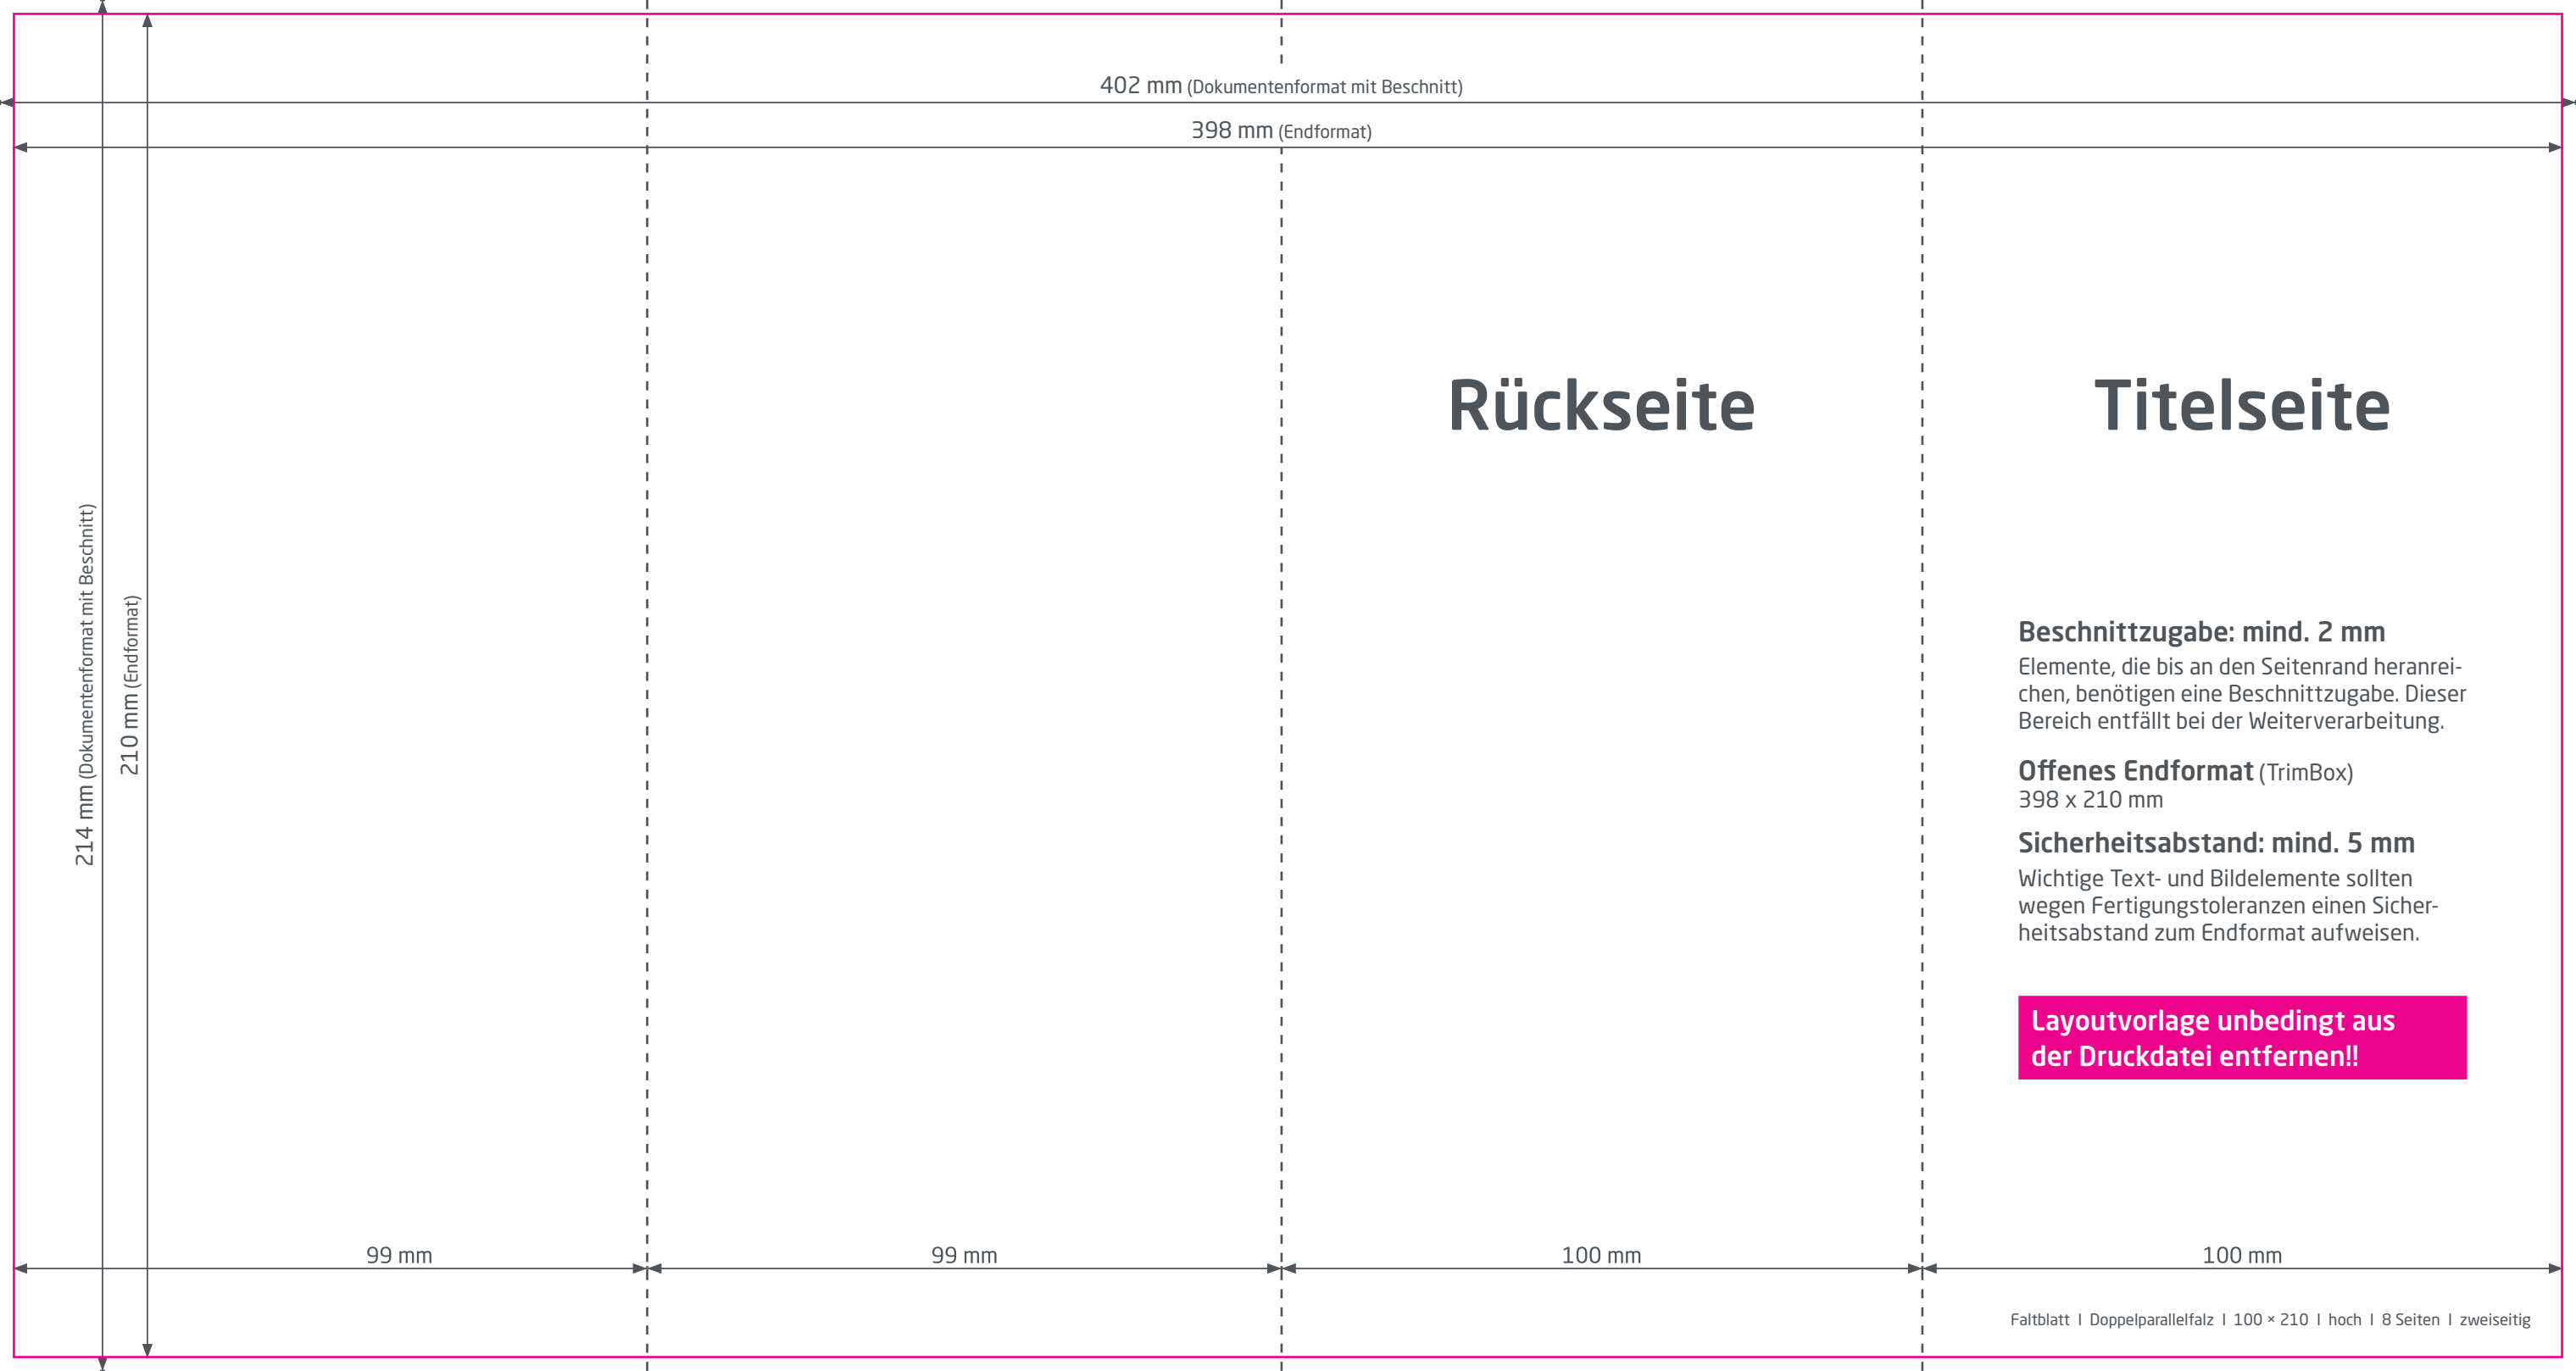 402 mm (Dokumentenformat mit Beschnitt)
398 mm (Endformat)
214 mm (Dokumentenformat mit Beschnitt)
210 mm (Endformat)
Rückseite
Titelseite
Beschnittzugabe: mind. 2 mm
Elemente, die bis an den Seitenrand heranrei-
chen, benötigen eine Beschnittzugabe. Dieser
Bereich entfällt bei der Weiterverarbeitung.
Offenes Endformat (TrimBox)
398 x 210 mm
Sicherheitsabstand: mind. 5 mm
Wichtige Text- und Bildelemente sollten
wegen Fertigungstoleranzen einen Sicher-
heitsabstand zum Endformat aufweisen.
Layoutvorlage unbedingt aus
der Druckdatei entfernen!!
99 mm
99 mm
100 mm
100 mm
Faltblatt I Doppelparallelfalz I 100 × 210 I hoch I 8 Seiten I zweiseitig